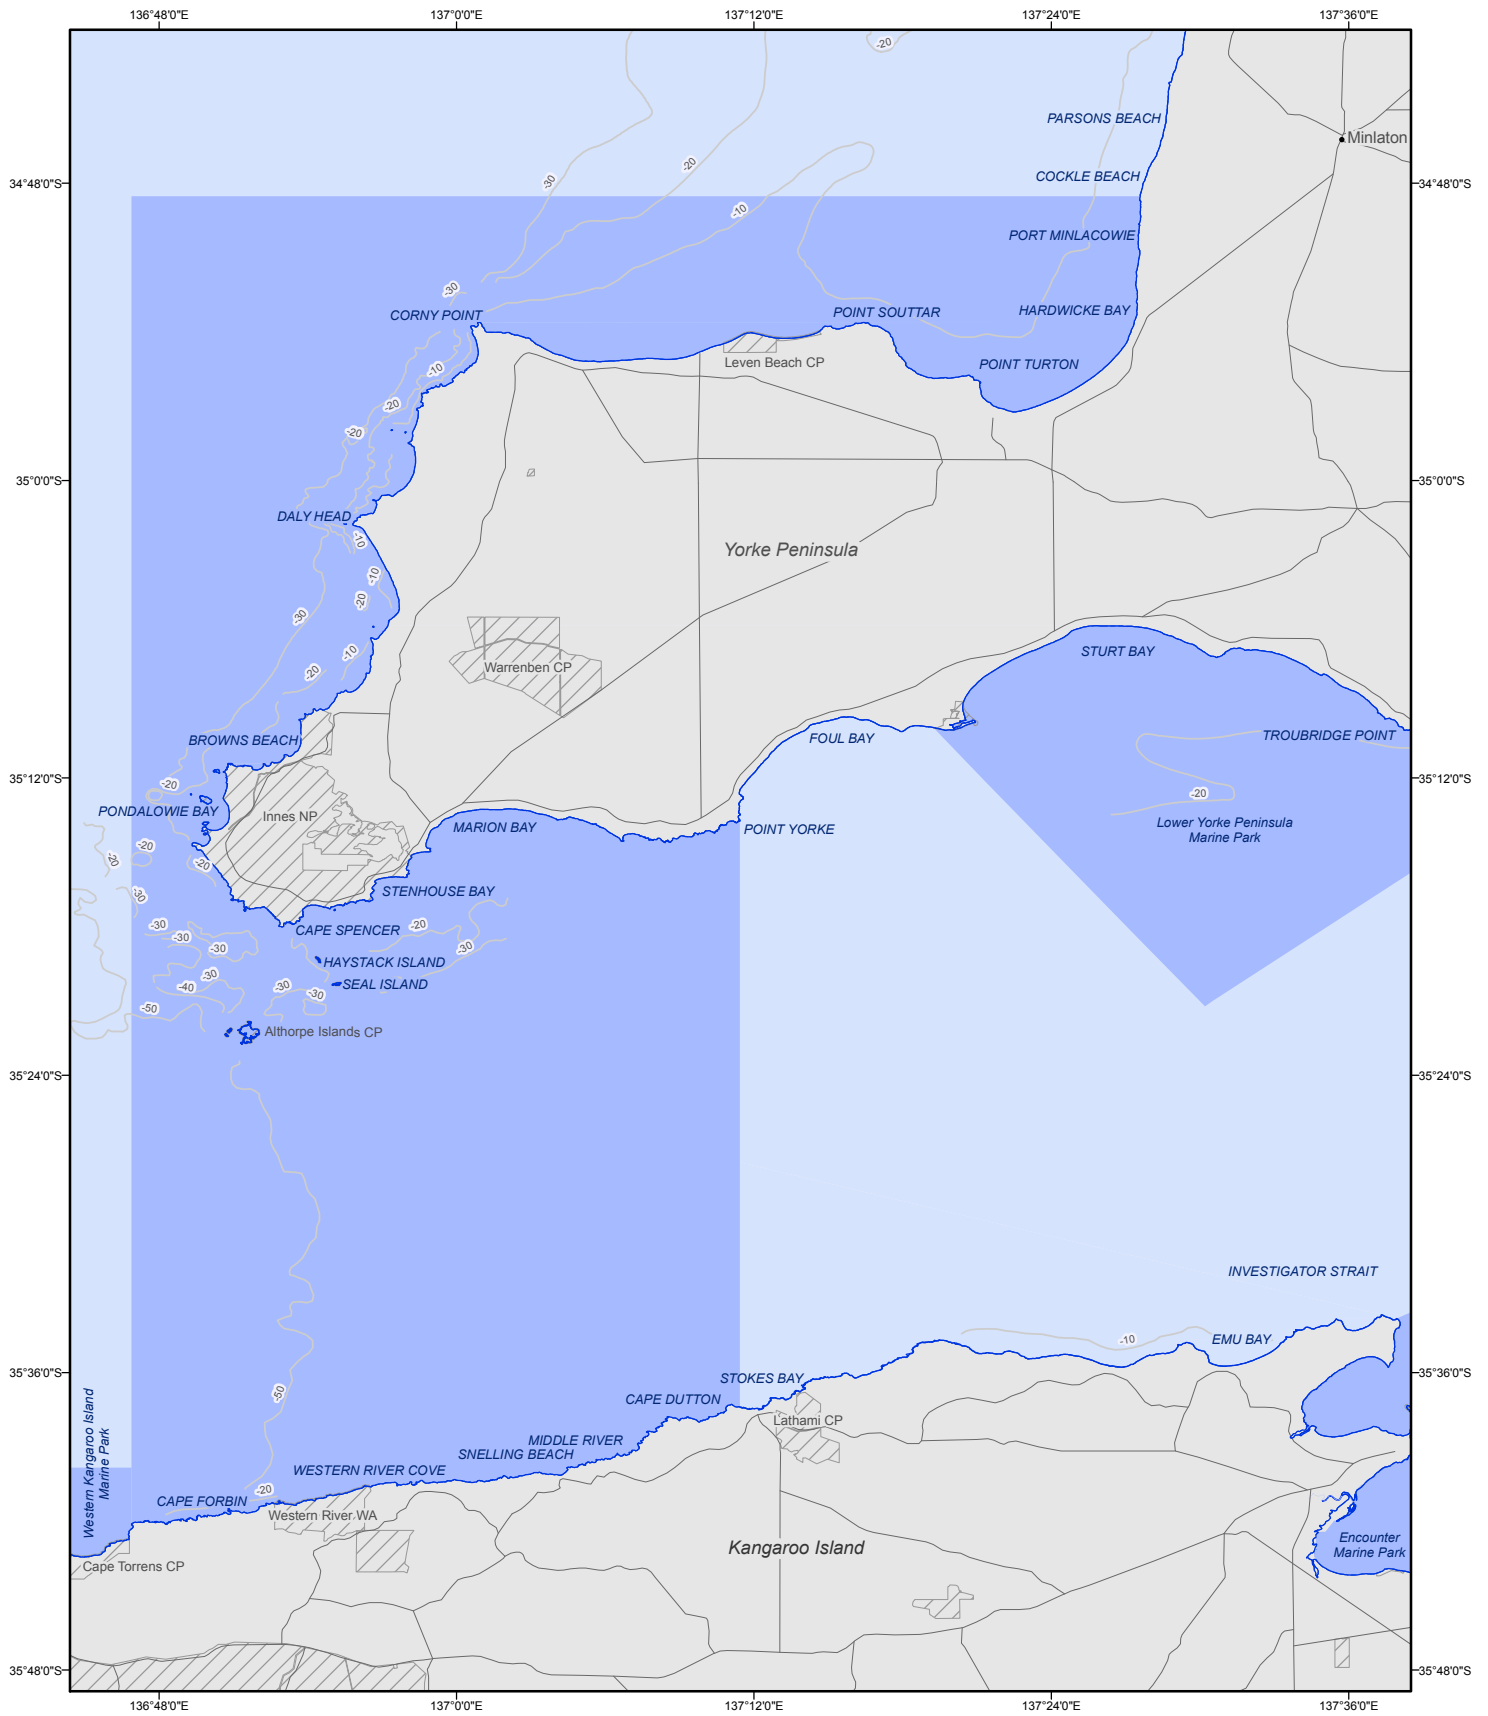 136°48'0"E
137°0'0"E
137°12'0"E
137°24'0"E
137°36'0"E
-20
PARSONS BEACH
Minlaton
-20
-30
COCKLE BEACH
34°48'0"S
34°48'0"S
-10
PORT MINLACOWIE
-30
CORNY POINT
POINT SOUTTAR
HARDWICKE BAY
Leven Beach CP
POINT TURTON
-10
-20
-20
35°0'0"S
35°0'0"S
DALY HEAD
-10
Yorke Peninsula
-10
-20
-30
-10
STURT BAY
Warrenben CP
-20
BROWNS BEACH
FOUL BAY
TROUBRIDGE POINT
35°12'0"S
35°12'0"S
-20
-20
PONDALOWIE BAY
Innes NP
MARION BAY
POINT YORKE
Lower Yorke Peninsula
Marine Park
-20
-20
-20
STENHOUSE BAY
-30
-30
-20
CAPE SPENCER
-30
-30
-30
HAYSTACK ISLAND
-30
-40
-30
-30
SEAL ISLAND
-50
Althorpe Islands CP
35°24'0"S
35°24'0"S
INVESTIGATOR STRAIT
-10
EMU BAY
35°36'0"S
35°36'0"S
STOKES BAY
-50
CAPE DUTTON
Lathami CP
MIDDLE RIVER
SNELLING BEACH
WESTERN RIVER COVE
Western Kangaroo Island
Marine Park
-20
CAPE FORBIN
Western River WA
Kangaroo Island
Encounter
Marine Park
Cape Torrens CP
35°48'0"S
35°48'0"S
136°48'0"E
137°0'0"E
137°12'0"E
137°24'0"E
137°36'0"E